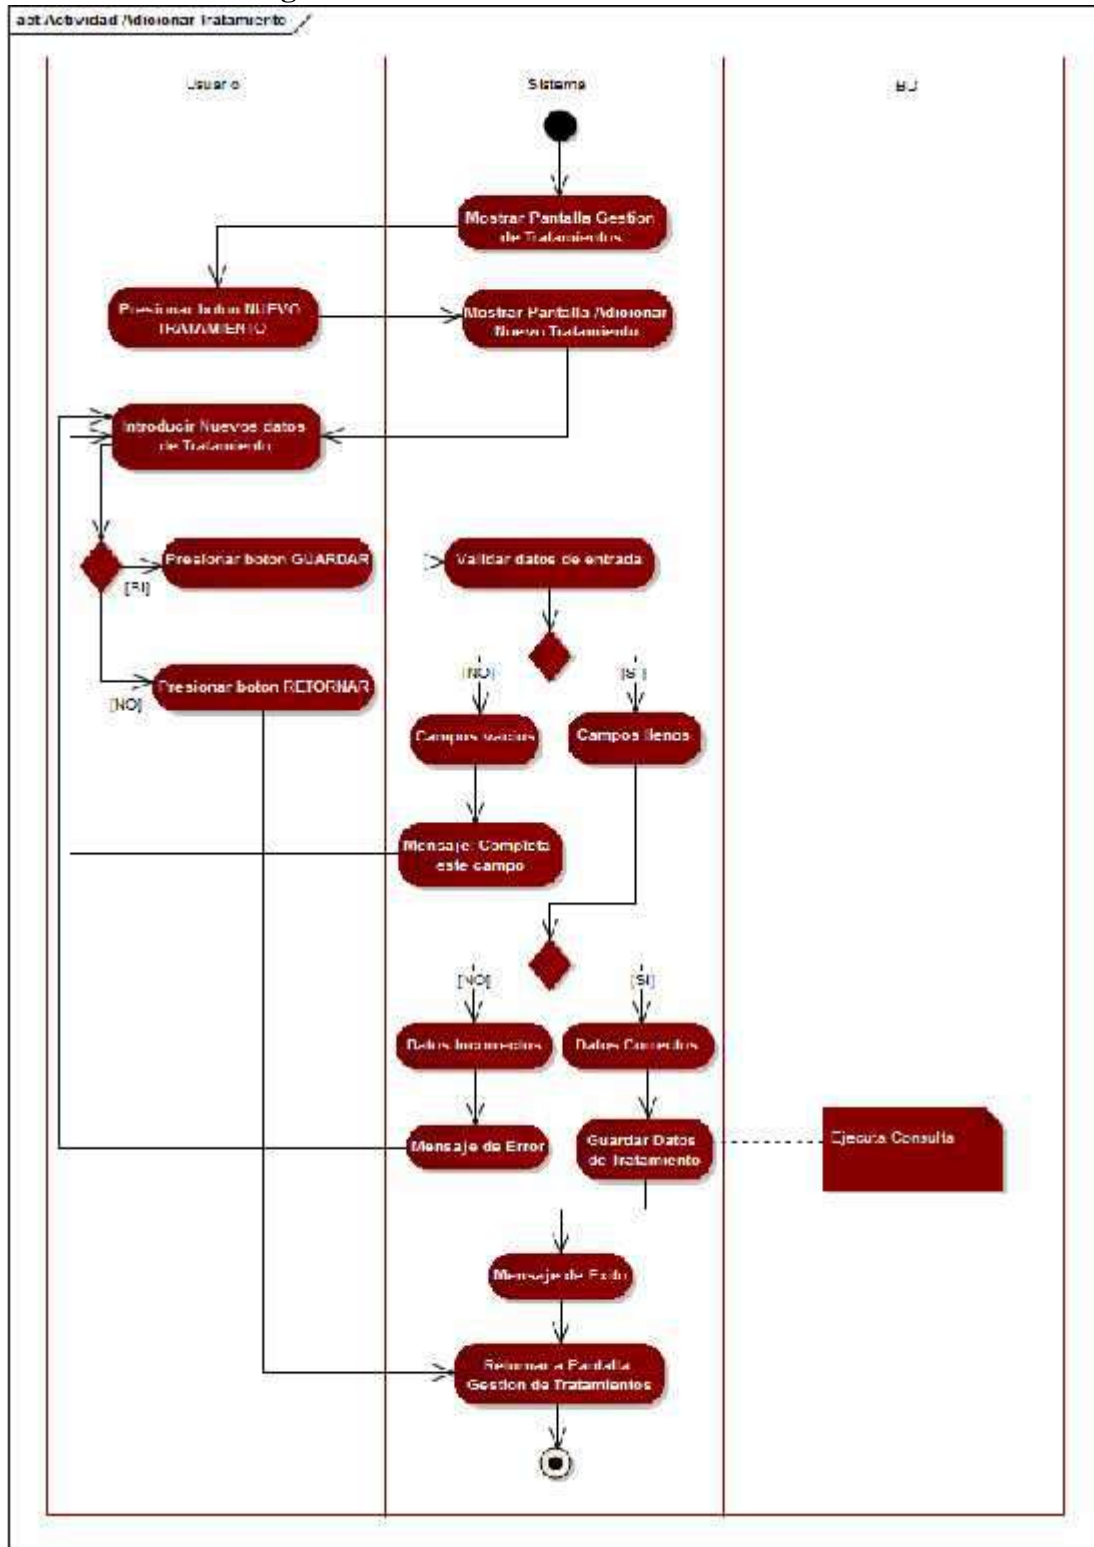 act Actividad Adicionar Tratamiento
Usuario
Sistema
BD
Mostrar Pantalla Gestion
de Tratamientos
Presionar boton NUEVO
TRATAMIENTO
Mostrar Pantalla Adicionar
Nuevo Tratamiento
Introducir Nuevos datos
de Tratamiento
Presionar boton GUARDAR
[SI]
Validar datos de entrada
Presionar boton RETORNAR
[NO]
[NO]
[SI]
Campos vacios
Campos llenos
Mensaje: Completa
este campo
[NO]
[SI]
Datos Incorrectos
Datos Correctos
Mensaje de Error
Guardar Datos
de Tratamiento
Ejecuta Consulta
Mensaje de Exito
Retornar a Pantalla
Gestion de Tratamientos